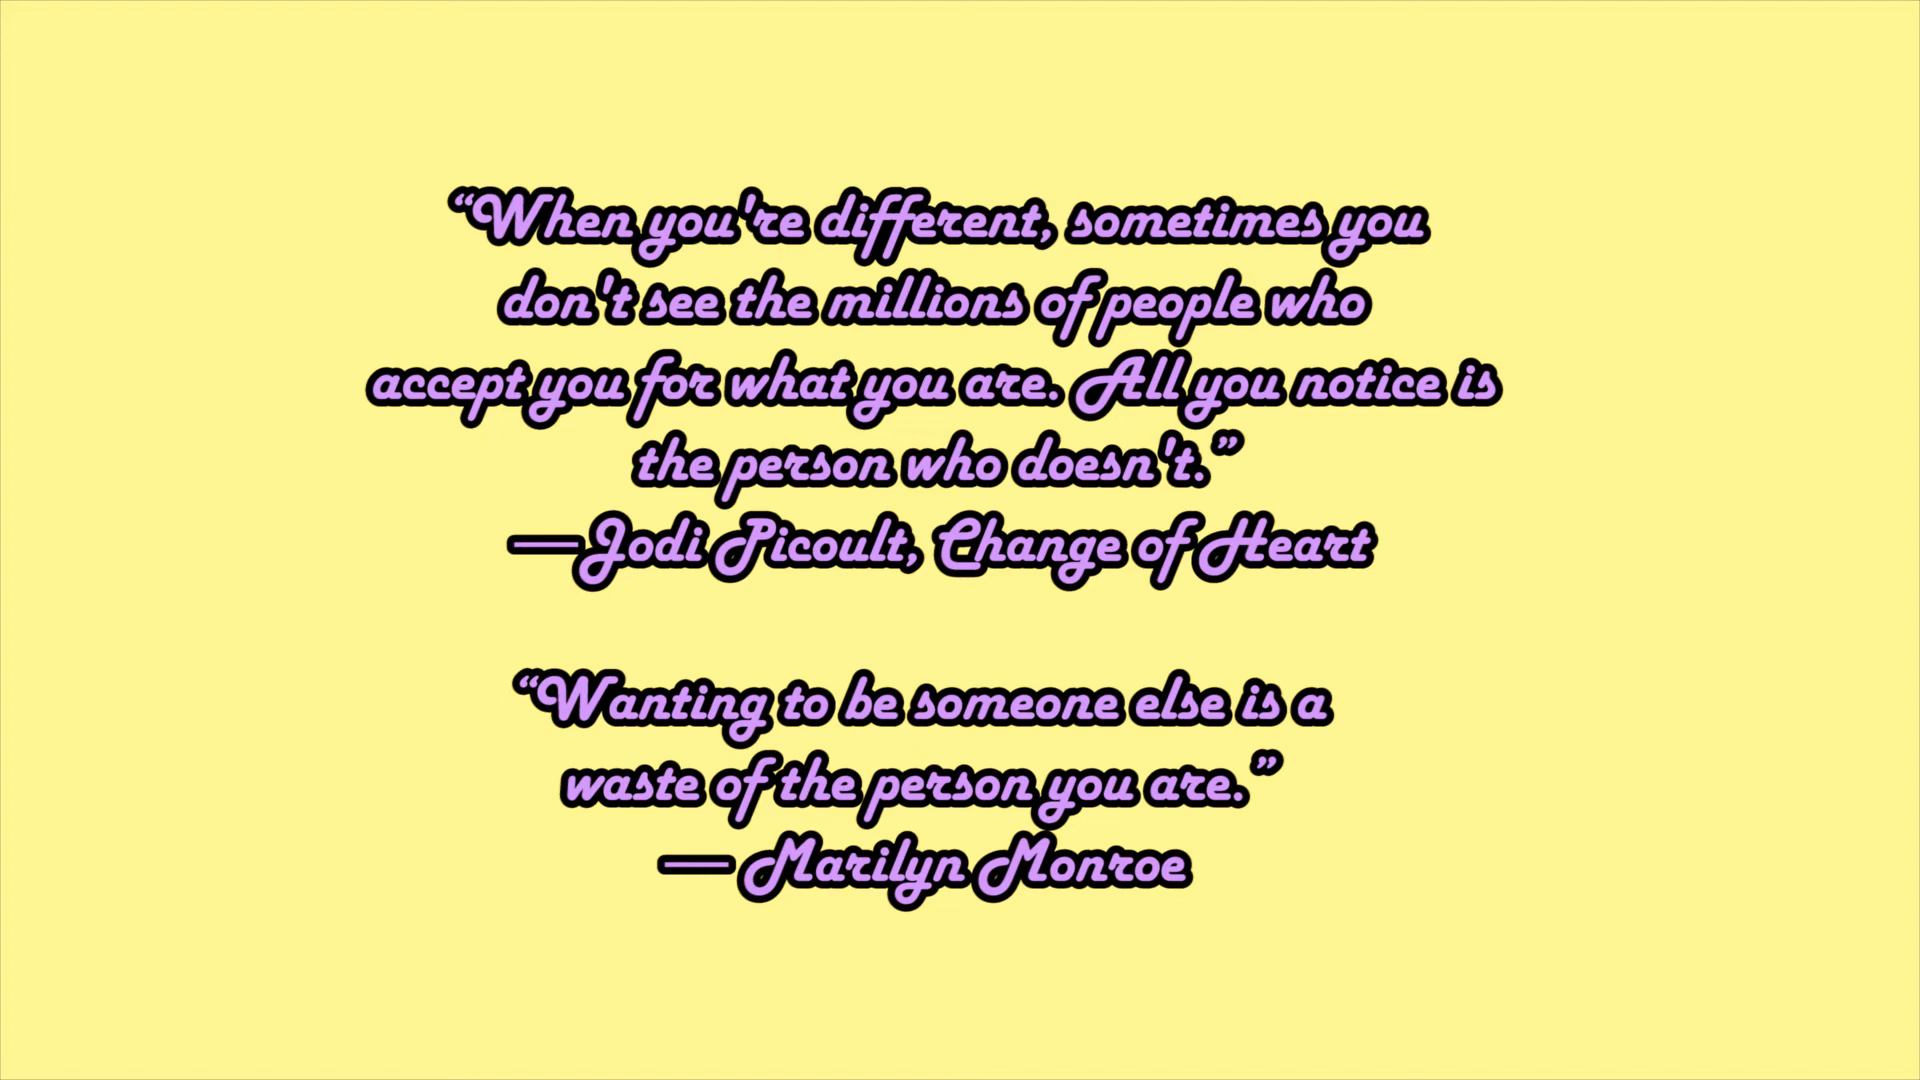 “When you're different, sometimes you
don't see the millions of people who
accept you for what you are. All you notice is
the person who doesn't.”
— Jodi Picoult, Change of Heart
“Wanting to be someone else is a
waste of the person you are.”
— Marilyn Monroe